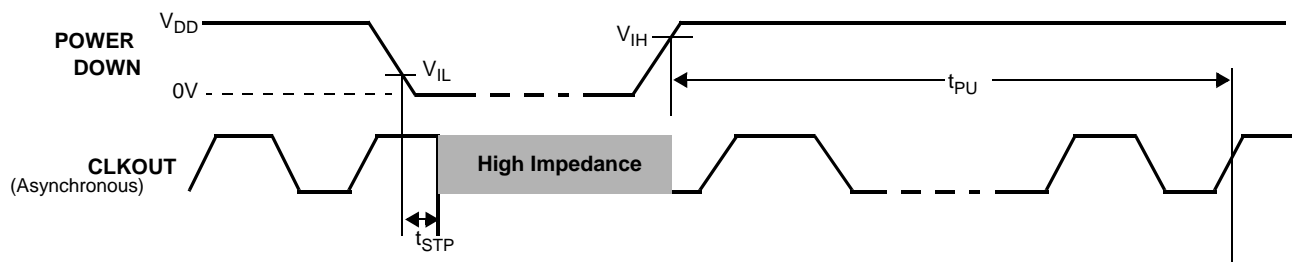 V_DD
POWER
DOWN
V_IL
0V
V_IH
t_PU
CLKOUT
(Asynchronous)
High Impedance
t_STP